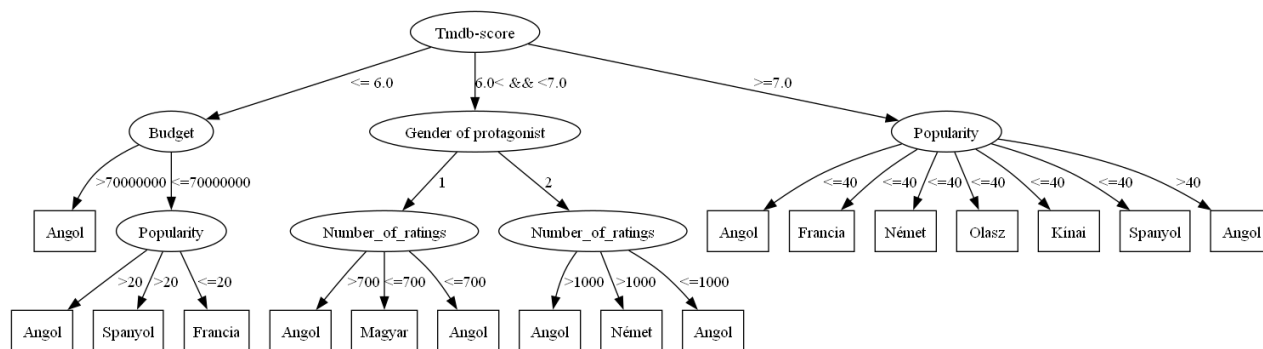 Tmdb-score
<= 6.0
6.0< && <7.0
>=7.0
Budget
Gender of protagonist
Popularity
>70000000
<=70000000
1
2
<=40
<=40
<=40
<=40
<=40
<=40
>40
Angol
Popularity
Number_of_ratings
Number_of_ratings
Angol
Francia
Német
Olasz
Kínai
Spanyol
Angol
>20
>20
<=20
>700
<=700
<=700
>1000
>1000
<=1000
Angol
Spanyol
Francia
Angol
Magyar
Angol
Angol
Német
Angol